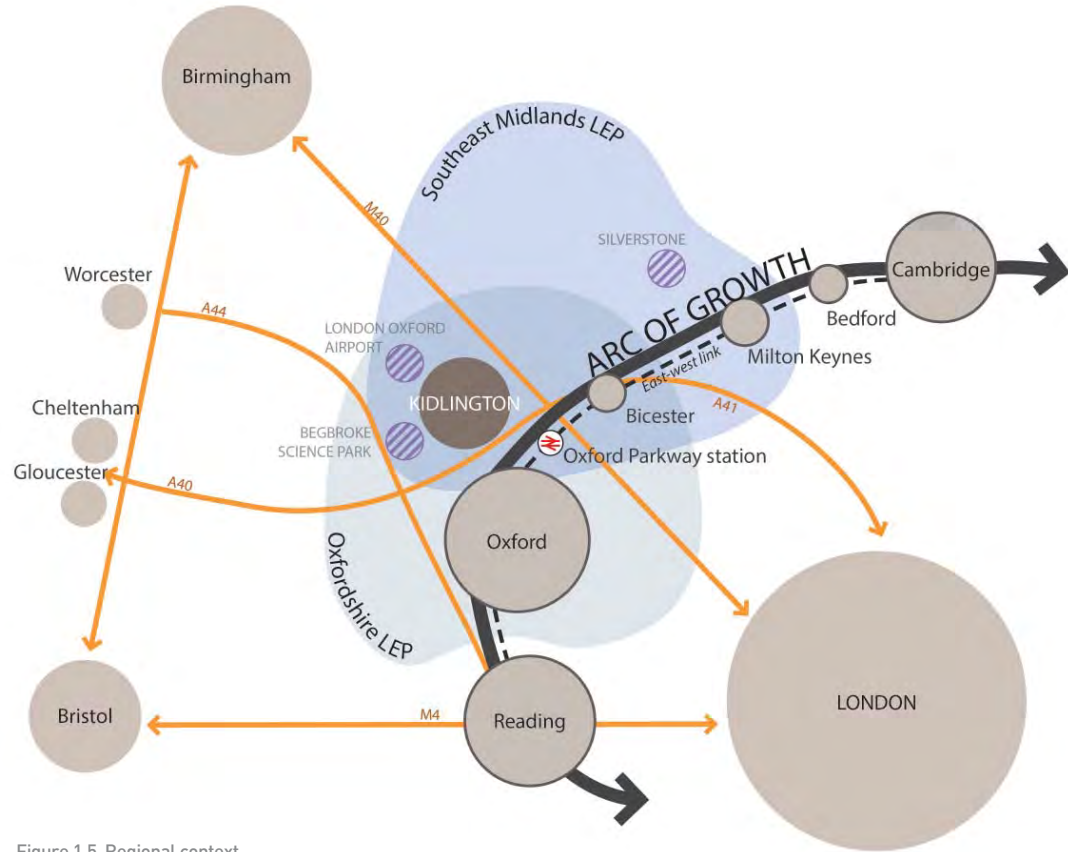 Birmingham
Southeast Midlands LEP
M40
SILVERSTONE
ARC OF GROWTH
Cambridge
Worcester
A44
LONDON OXFORD
AIRPORT
Bedford
East-west link
Milton Keynes
KIDLINGTON
Cheltenham
Bicester
A41
BEGBROKE
SCIENCE PARK
Oxford Parkway station
Gloucester
A40
Oxford
Oxfordshire LEP
Bristol
M4
Reading
LONDON
Figure 1.5 Regional context